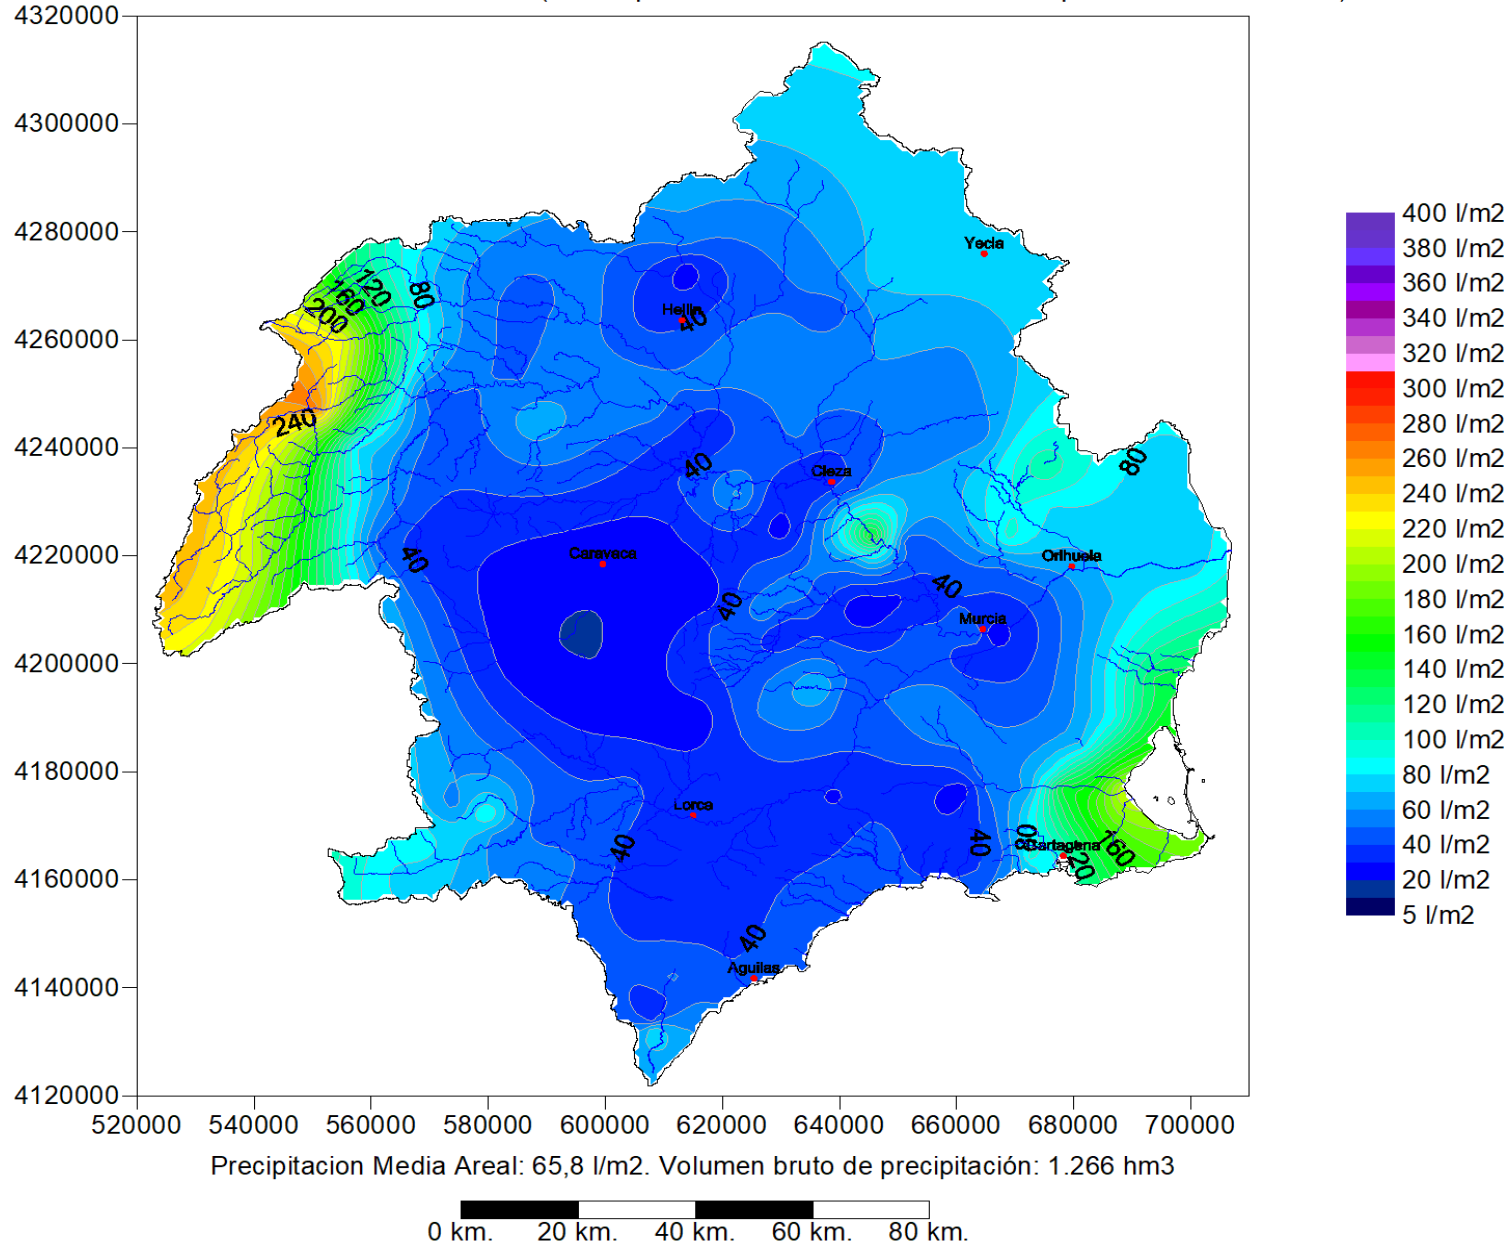 4320000
4300000
4280000
4260000
4240000
4220000
4200000
4180000
4160000
4140000
4120000
520000 540000 560000 580000 600000 620000 640000 660000 680000 700000
Yecla
Hellin
40
120
160
200
80
240
40
Cieza
80
Caravaca
40
Orihuela
40
40
Murcia
Lorca
40
40
80
Cartagena
120
160
40
Aguilas
400 l/m2
380 l/m2
360 l/m2
340 l/m2
320 l/m2
300 l/m2
280 l/m2
260 l/m2
240 l/m2
220 l/m2
200 l/m2
180 l/m2
160 l/m2
140 l/m2
120 l/m2
100 l/m2
80 l/m2
60 l/m2
40 l/m2
20 l/m2
5 l/m2
Precipitacion Media Areal: 65,8 l/m2. Volumen bruto de precipitación: 1.266 hm3
0 km. 20 km. 40 km. 60 km. 80 km.